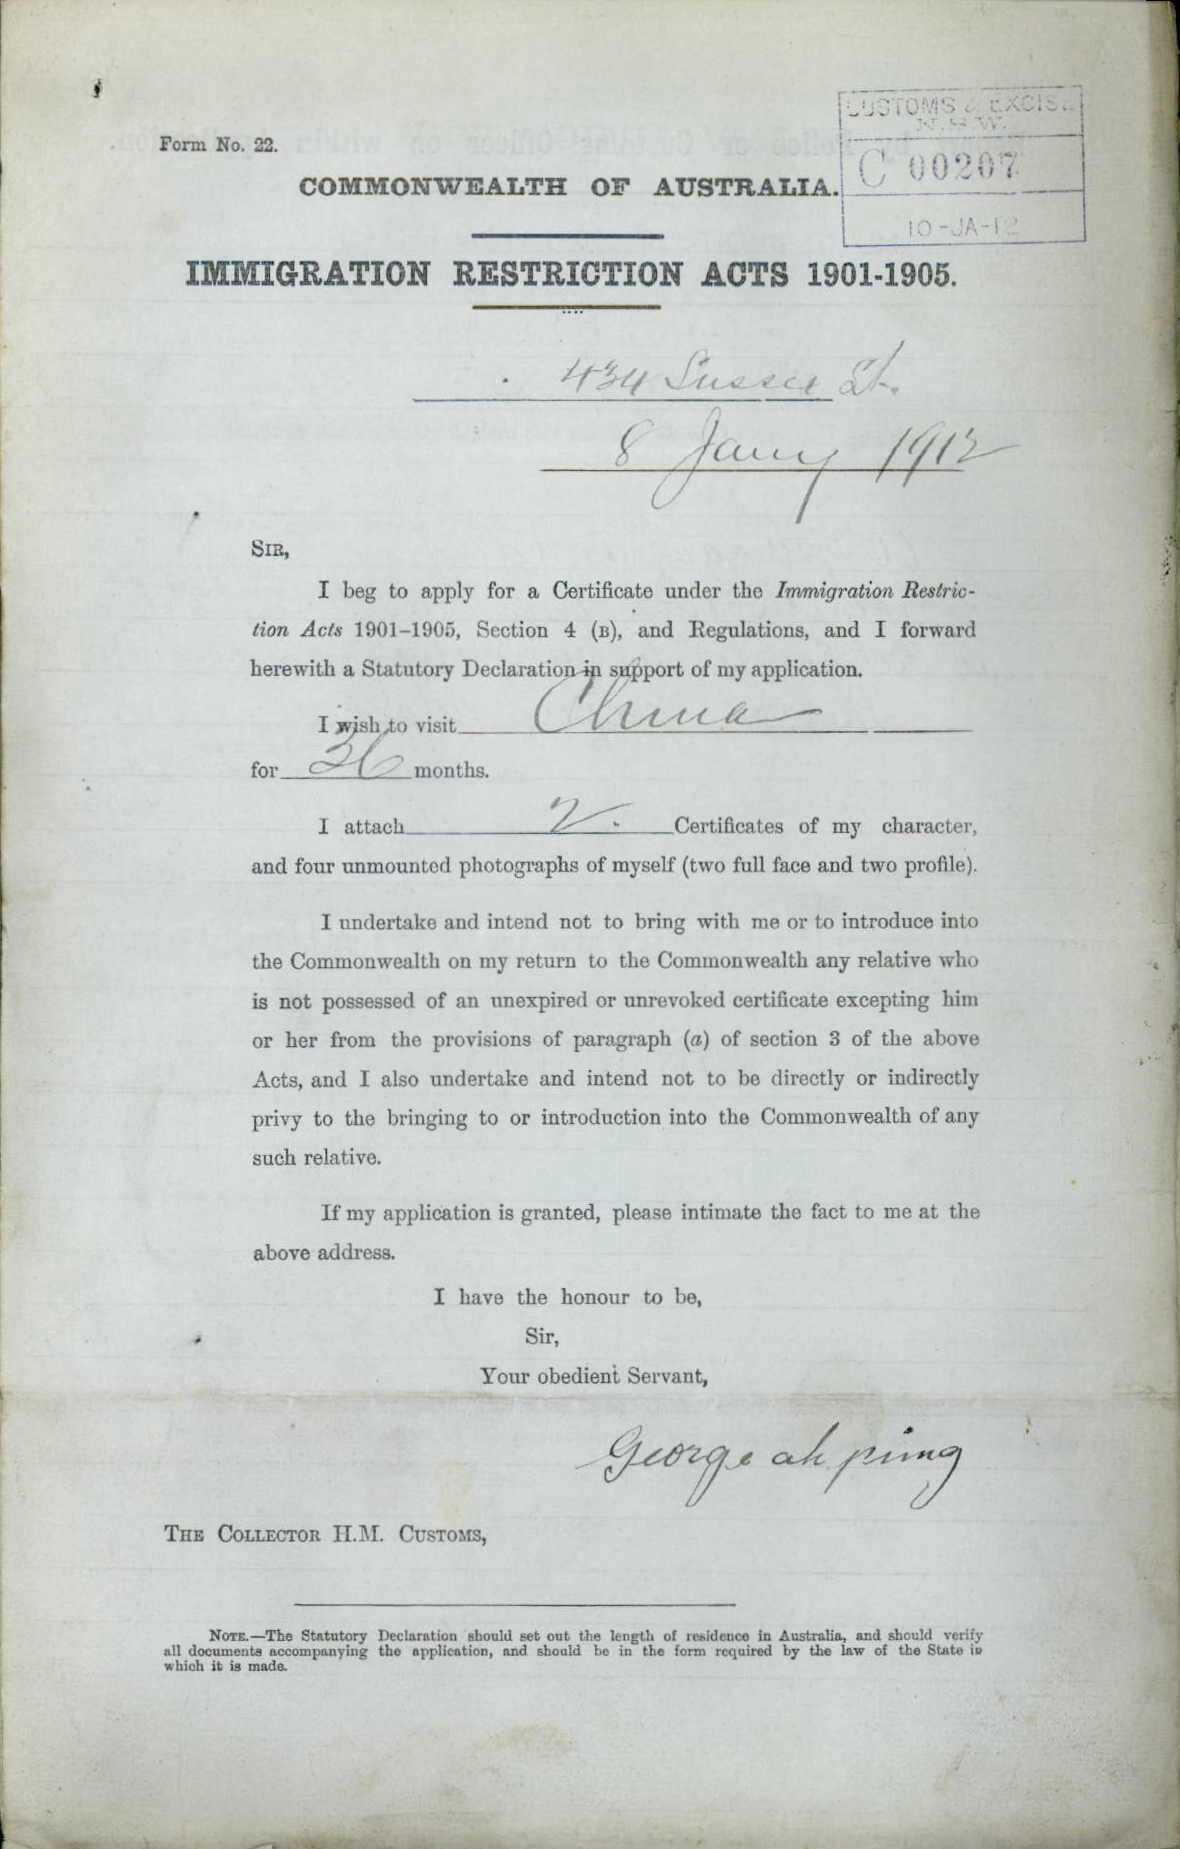 CUSTOMS & EXCISE
N.S.W.
Form No. 22.
C 00207
COMMONWEALTH OF AUSTRALIA.
10-JA-12
IMMIGRATION RESTRICTION ACTS 1901-1905.
434 Sussex St.
8 Jany 1912
SIR,
I beg to apply for a Certificate under the Immigration Restric-
tion Acts 1901–1905, Section 4 (B), and Regulations, and I forward
herewith a Statutory Declaration in support of my application.
I wish to visit China
for 36 months.
I attach 2. Certificates of my character,
and four unmounted photographs of myself (two full face and two profile).
I undertake and intend not to bring with me or to introduce into
the Commonwealth on my return to the Commonwealth any relative who
is not possessed of an unexpired or unrevoked certificate excepting him
or her from the provisions of paragraph (a) of section 3 of the above
Acts, and I also undertake and intend not to be directly or indirectly
privy to the bringing to or introduction into the Commonwealth of any
such relative.
If my application is granted, please intimate the fact to me at the
above address.
I have the honour to be,
Sir,
Your obedient Servant,
George ah ping
THE COLLECTOR H.M. CUSTOMS,
NOTE.—The Statutory Declaration should set out the length of residence in Australia, and should verify
all documents accompanying the application, and should be in the form required by the law of the State in
which it is made.